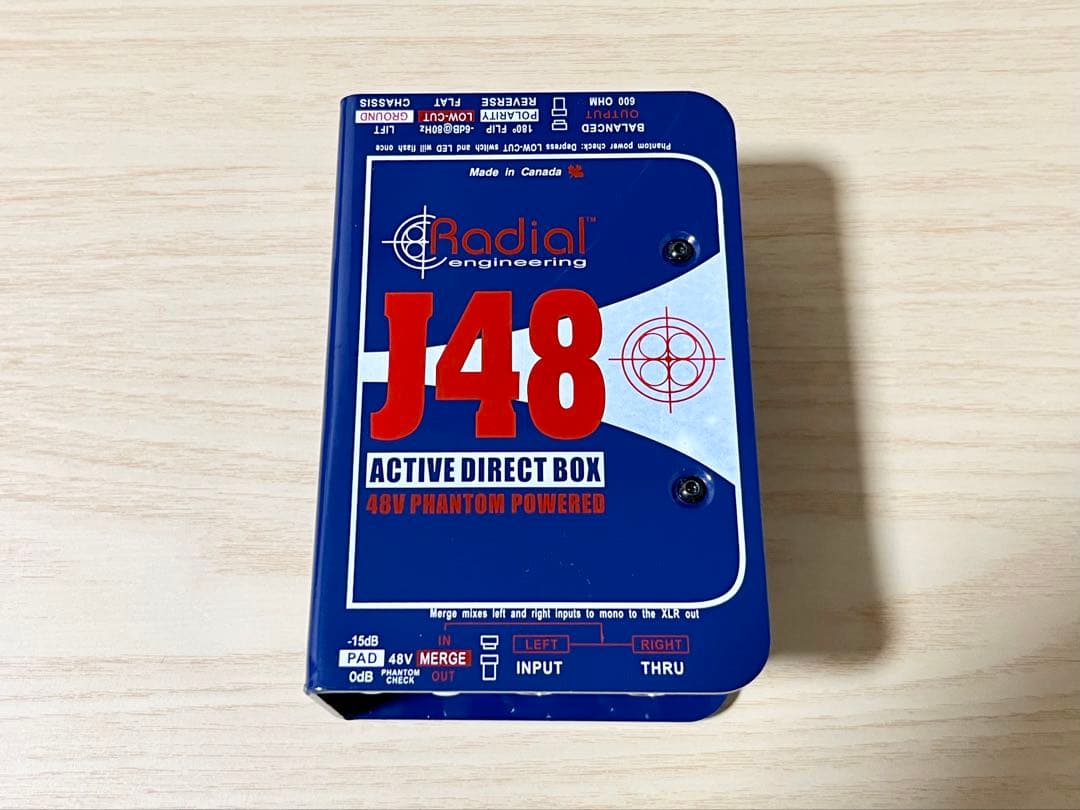 CHASSIS FLAT REVERSE
GROUND LOW-CUT POLARITY
LIFT -6dB@80Hz 180° FLIP
600 OHM
OUTPUT
BALANCED
Phantom power check: Depress LOW-CUT switch and LED will flash once
Made in Canada
Radial™
engineering
J48
ACTIVE DIRECT BOX
48V PHANTOM POWERED
Merge mixes left and right inputs to mono to the XLR out
-15dB IN
LEFT RIGHT
PAD 48V MERGE
INPUT THRU
0dB PHANTOM CHECK OUT